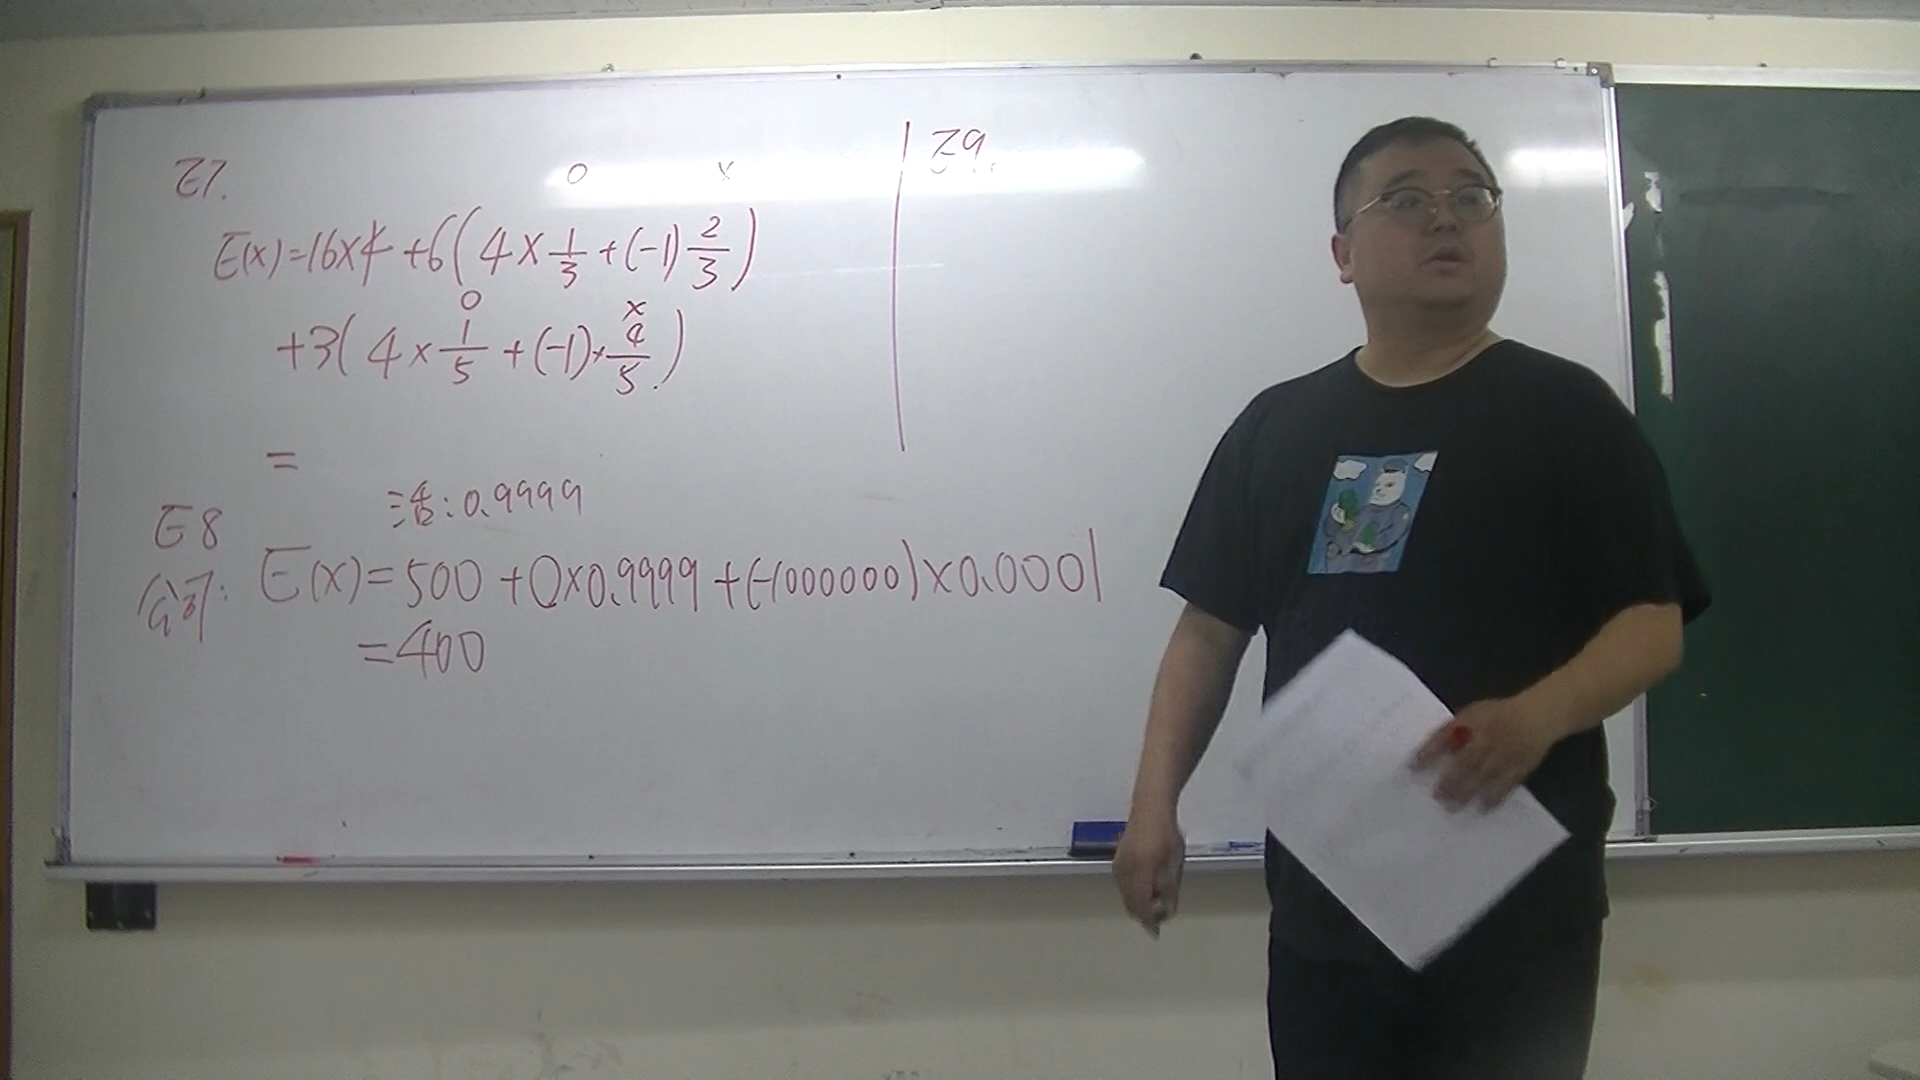 E7.
O ×
E(x)=16×4+6(4×1/3+(-1)2/3)
O ×
+3(4×1/5+(-1)×4/5.)
=
E8
活:0.9999
公司: E(X)=500+0×0.9999+(-1000000)×0.0001
=400
E9.